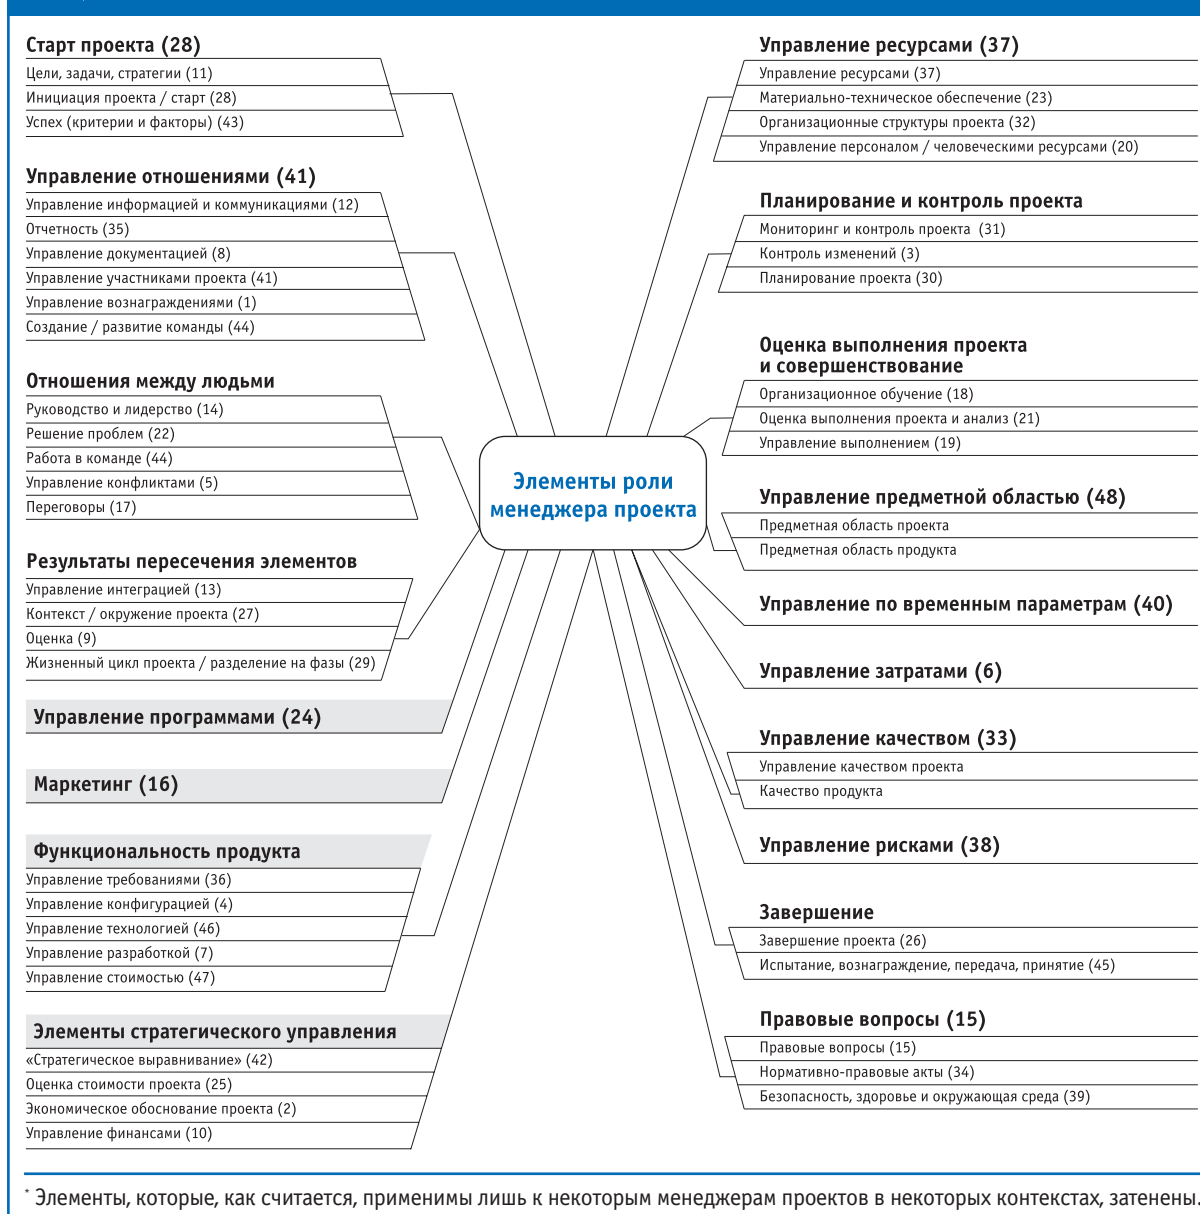 Старт проекта (28)
Цели, задачи, стратегии (11)
Инициация проекта / старт (28)
Успех (критерии и факторы) (43)
Управление отношениями (41)
Управление информацией и коммуникациями (12)
Отчетность (35)
Управление документацией (8)
Управление участниками проекта (41)
Управление вознаграждениями (1)
Создание / развитие команды (44)
Отношения между людьми
Руководство и лидерство (14)
Решение проблем (22)
Работа в команде (44)
Управление конфликтами (5)
Переговоры (17)
Результаты пересечения элементов
Управление интеграцией (13)
Контекст / окружение проекта (27)
Оценка (9)
Жизненный цикл проекта / разделение на фазы (29)
Управление программами (24)
Маркетинг (16)
Функциональность продукта
Управление требованиями (36)
Управление конфигурацией (4)
Управление технологией (46)
Управление разработкой (7)
Управление стоимостью (47)
Элементы стратегического управления
«Стратегическое выравнивание» (42)
Оценка стоимости проекта (25)
Экономическое обоснование проекта (2)
Управление финансами (10)
Элементы роли
менеджера проекта
Управление ресурсами (37)
Управление ресурсами (37)
Материально-техническое обеспечение (23)
Организационные структуры проекта (32)
Управление персоналом / человеческими ресурсами (20)
Планирование и контроль проекта
Мониторинг и контроль проекта (31)
Контроль изменений (3)
Планирование проекта (30)
Оценка выполнения проекта
и совершенствование
Организационное обучение (18)
Оценка выполнения проекта и анализ (21)
Управление выполнением (19)
Управление предметной областью (48)
Предметная область проекта
Предметная область продукта
Управление по временным параметрам (40)
Управление затратами (6)
Управление качеством (33)
Управление качеством проекта
Качество продукта
Управление рисками (38)
Завершение
Завершение проекта (26)
Испытание, вознаграждение, передача, принятие (45)
Правовые вопросы (15)
Правовые вопросы (15)
Нормативно-правовые акты (34)
Безопасность, здоровье и окружающая среда (39)
* Элементы, которые, как считается, применимы лишь к некоторым менеджерам проектов в некоторых контекстах, затенены.